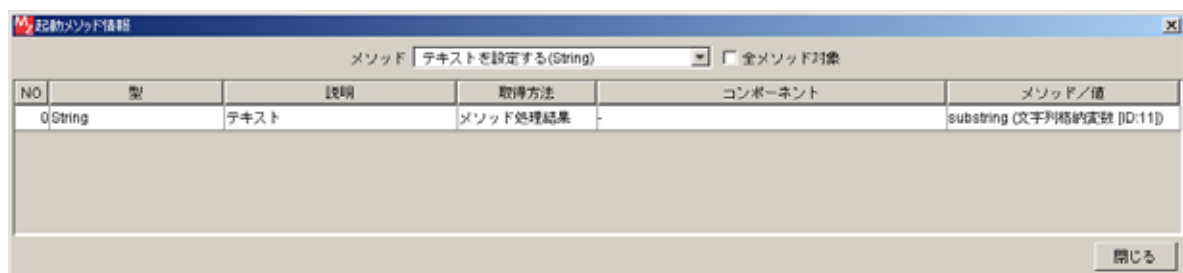 起動メソッド情報
メソッド テキストを設定する(String) 全メソッド対象
NO 型 説明 取得方法 コンポーネント メソッド／値
0 String テキスト メソッド処理結果 - substring (文字列格納変数 [ID:11])
閉じる